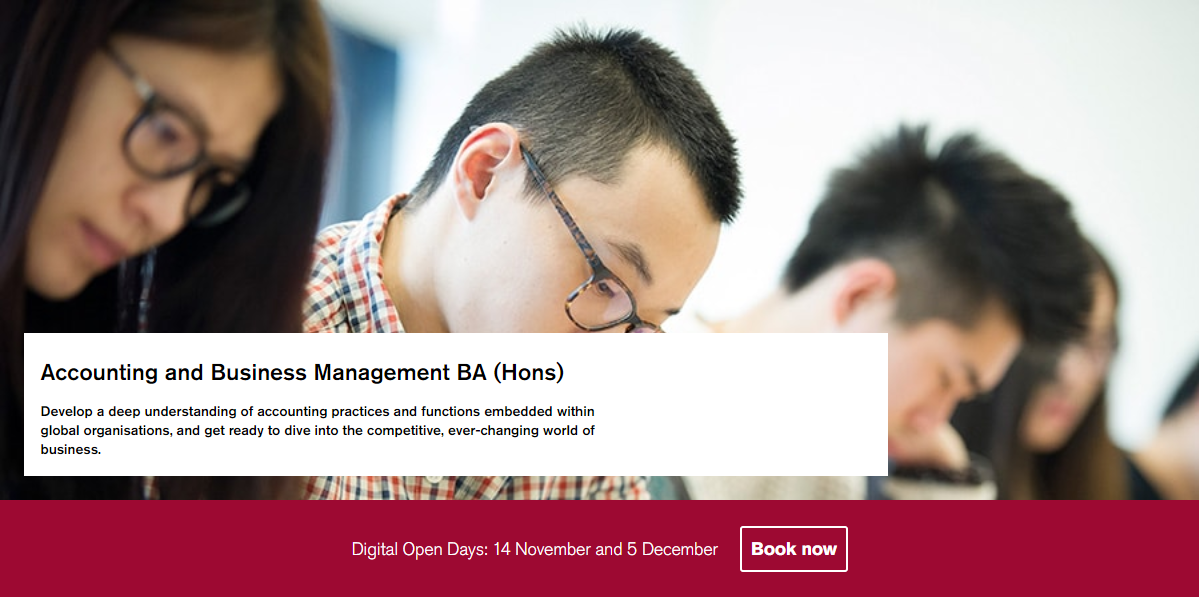 Accounting and Business Management BA (Hons)
Develop a deep understanding of accounting practices and functions embedded within
global organisations, and get ready to dive into the competitive, ever-changing world of
business.
Digital Open Days: 14 November and 5 December
Book now